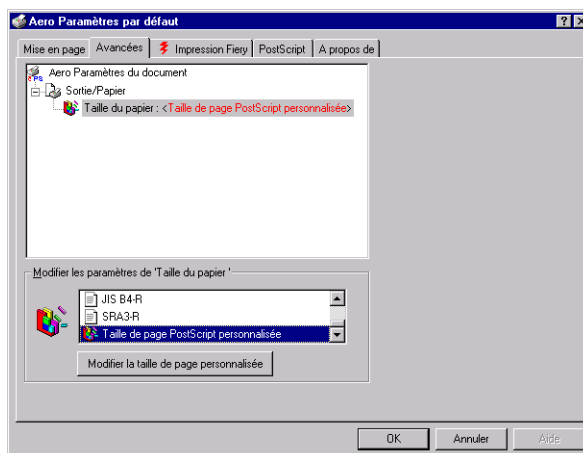 Aero Paramètres par défaut
Mise en page Avancées Impression Fiery PostScript A propos de
Aero Paramètres du document
Sortie/Papier
Taille du papier : <Taille de page PostScript personnalisée>
Modifier les paramètres de 'Taille du papier '
JIS B4-R
SRA3-R
Taille de page PostScript personnalisée
Modifier la taille de page personnalisée
OK Annuler Aide